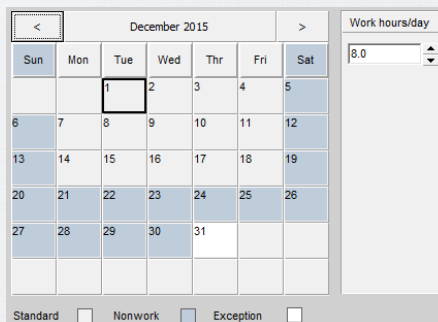 < December 2015 > Work hours/day
8.0
Sun Mon Tue Wed Thr Fri Sat
1 2 3 4 5
6 7 8 9 10 11 12
13 14 15 16 17 18 19
20 21 22 23 24 25 26
27 28 29 30 31
Standard Nonwork Exception